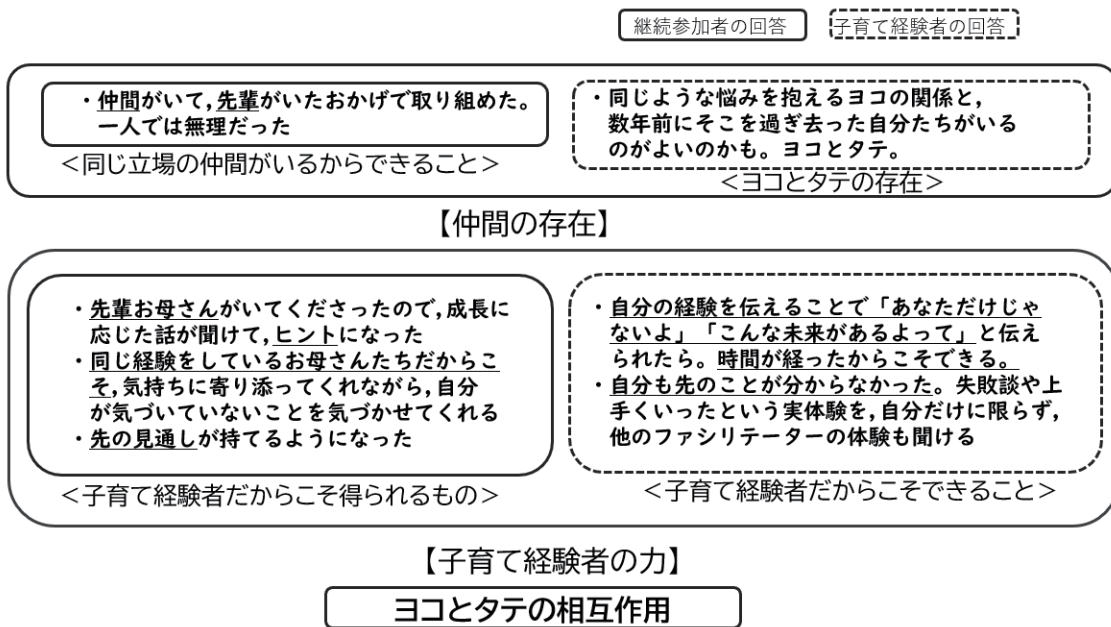 継続参加者の回答
子育て経験者の回答
・仲間がいて,先輩がいたおかげで取り組めた。
一人では無理だった
＜同じ立場の仲間がいるからできること＞
・同じような悩みを抱えるヨコの関係と,
数年前にそこを過ぎ去った自分たちがいる
のがよいのかも。ヨコとタテ。
＜ヨコとタテの存在＞
【仲間の存在】
・先輩お母さんがいてくださったので,成長に
応じた話が聞けて,ヒントになった
・同じ経験をしているお母さんたちだからこ
そ,気持ちに寄り添ってくれながら,自分
が気づいていないことを気づかせてくれる
・先の見通しが持てるようになった
＜子育て経験者だからこそ得られるもの＞
・自分の経験を伝えることで「あなただけじゃ
ないよ」「こんな未来があるよって」と伝え
られたら。時間が経ったからこそできる。
・自分も先のことが分からなかった。失敗談や上
手くいったという実体験を,自分だけに限らず,
他のファシリテーターの体験も聞ける
＜子育て経験者だからこそできること＞
【子育て経験者の力】
ヨコとタテの相互作用